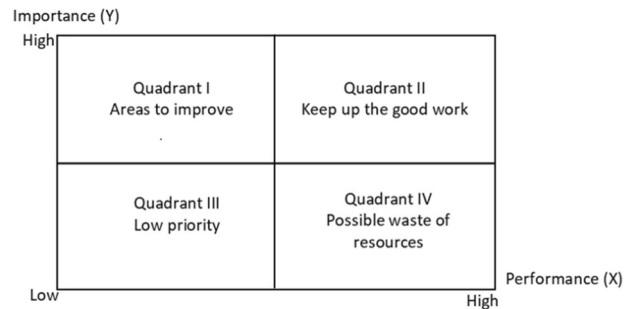 Importance (Y)
High
Quadrant I
Areas to improve
Quadrant II
Keep up the good work
Quadrant III
Low priority
Quadrant IV
Possible waste of
resources
Performance (X)
Low
High